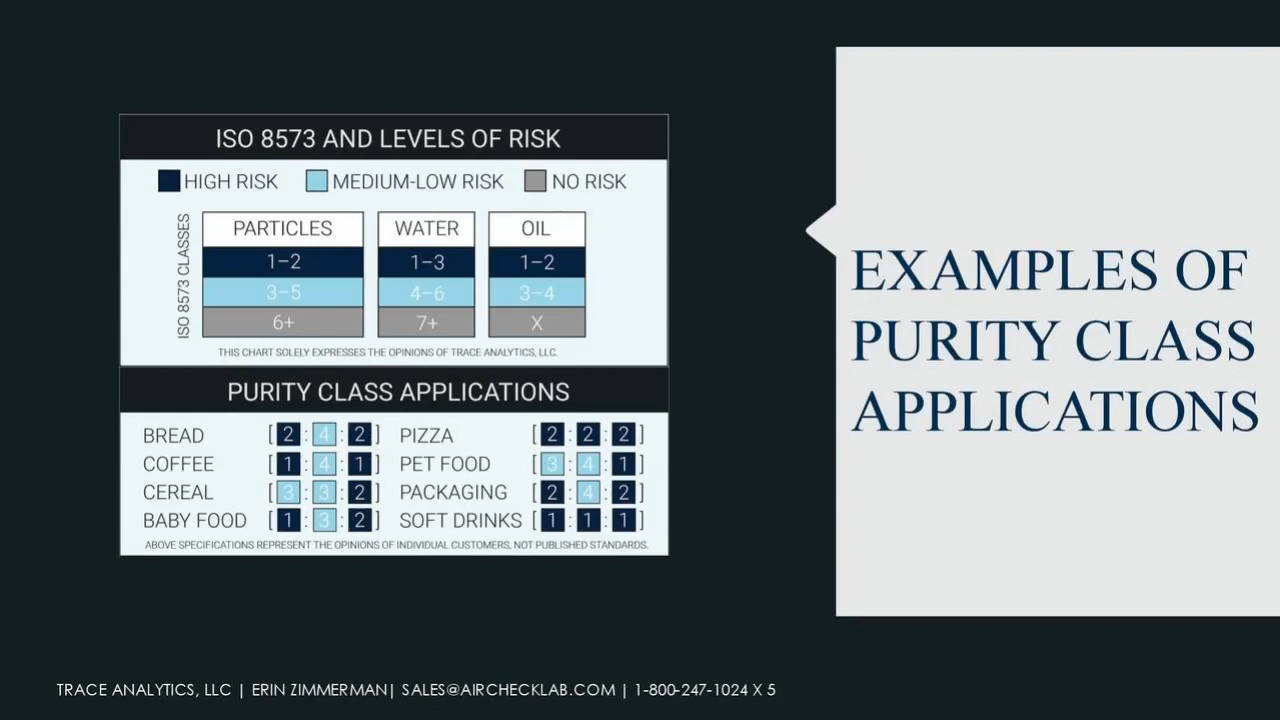 ISO 8573 AND LEVELS OF RISK
HIGH RISK MEDIUM-LOW RISK NO RISK
ISO 8573 CLASSES
PARTICLES WATER OIL
1–2 1–3 1–2
3–5 4–6 3–4
6+ 7+ X
THIS CHART SOLELY EXPRESSES THE OPINIONS OF TRACE ANALYTICS, LLC.
PURITY CLASS APPLICATIONS
BREAD [2:4:2] PIZZA [2:2:2]
COFFEE [1:4:1] PET FOOD [3:4:1]
CEREAL [3:3:2] PACKAGING [2:4:2]
BABY FOOD [1:3:2] SOFT DRINKS [1:1:1]
ABOVE SPECIFICATIONS REPRESENT THE OPINIONS OF INDIVIDUAL CUSTOMERS, NOT PUBLISHED STANDARDS.
EXAMPLES OF
PURITY CLASS
APPLICATIONS
TRACE ANALYTICS, LLC | ERIN ZIMMERMAN| SALES@AIRCHECKLAB.COM | 1-800-247-1024 X 5